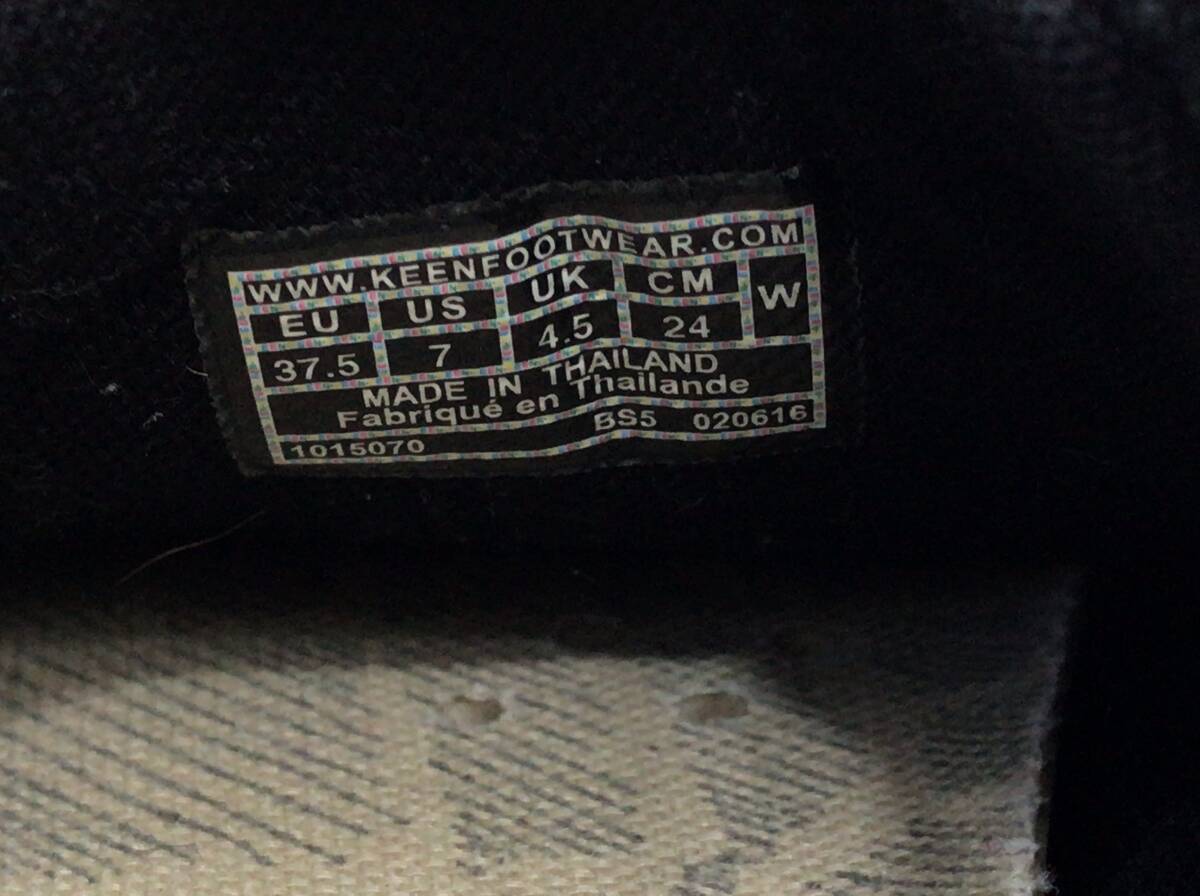 WWW.KEENFOOTWEAR.COM
EU US UK CM W
37.5 7 4.5 24
MADE IN THAILAND
Fabriqué en Thaïlande
1015070 BS5 020616